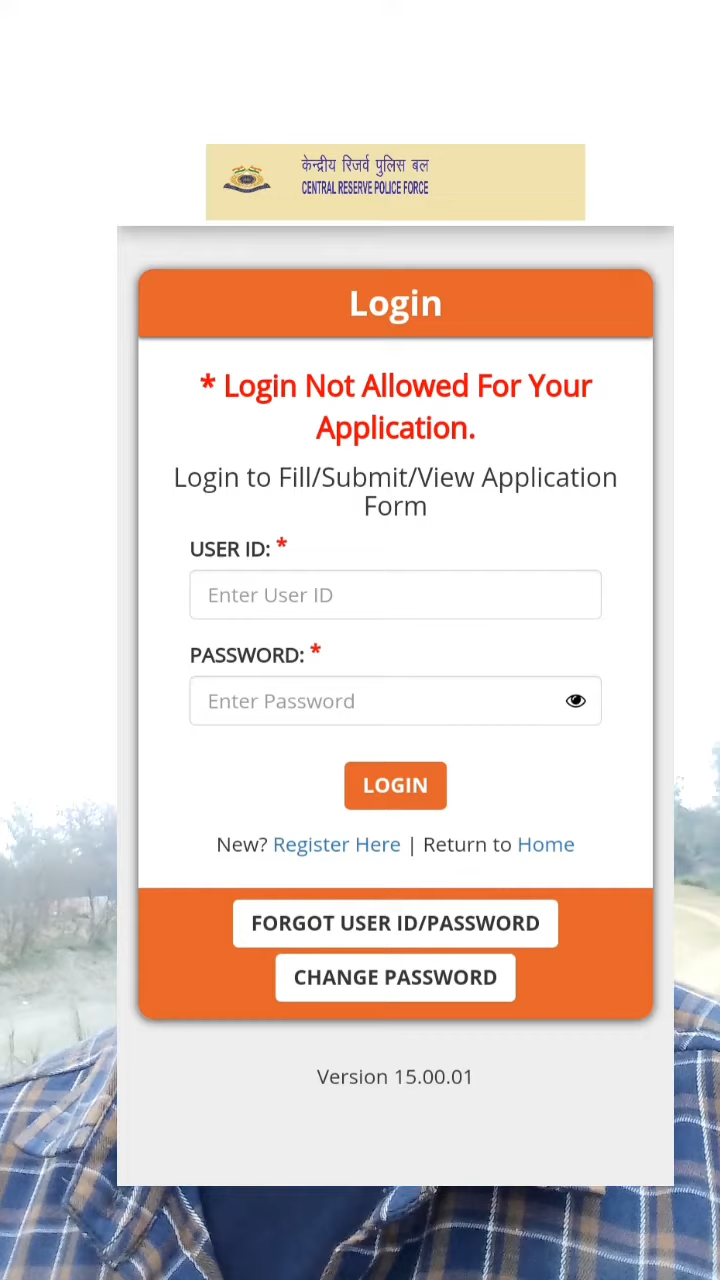 केन्द्रीय रिजर्व पुलिस बल
CENTRAL RESERVE POLICE FORCE
Login
* Login Not Allowed For Your
Application.
Login to Fill/Submit/View Application
Form
USER ID: *
Enter User ID
PASSWORD: *
Enter Password
LOGIN
New? Register Here | Return to Home
FORGOT USER ID/PASSWORD
CHANGE PASSWORD
Version 15.00.01